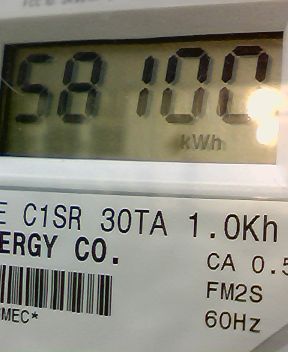 58100
kWh
E C1SR 30TA 1.0Kh
ERGY CO.
CA 0.5
FM2S
MEC*
60Hz